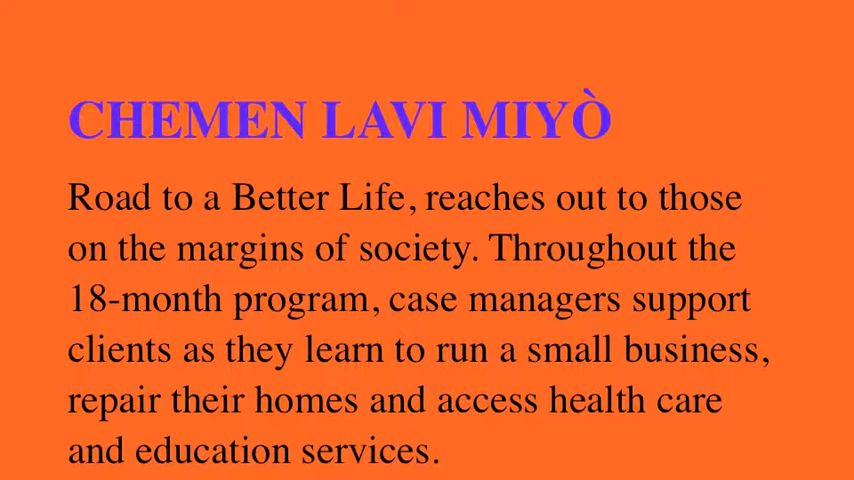 CHEMEN LAVI MIYÒ
Road to a Better Life, reaches out to those
on the margins of society. Throughout the
18-month program, case managers support
clients as they learn to run a small business,
repair their homes and access health care
and education services.